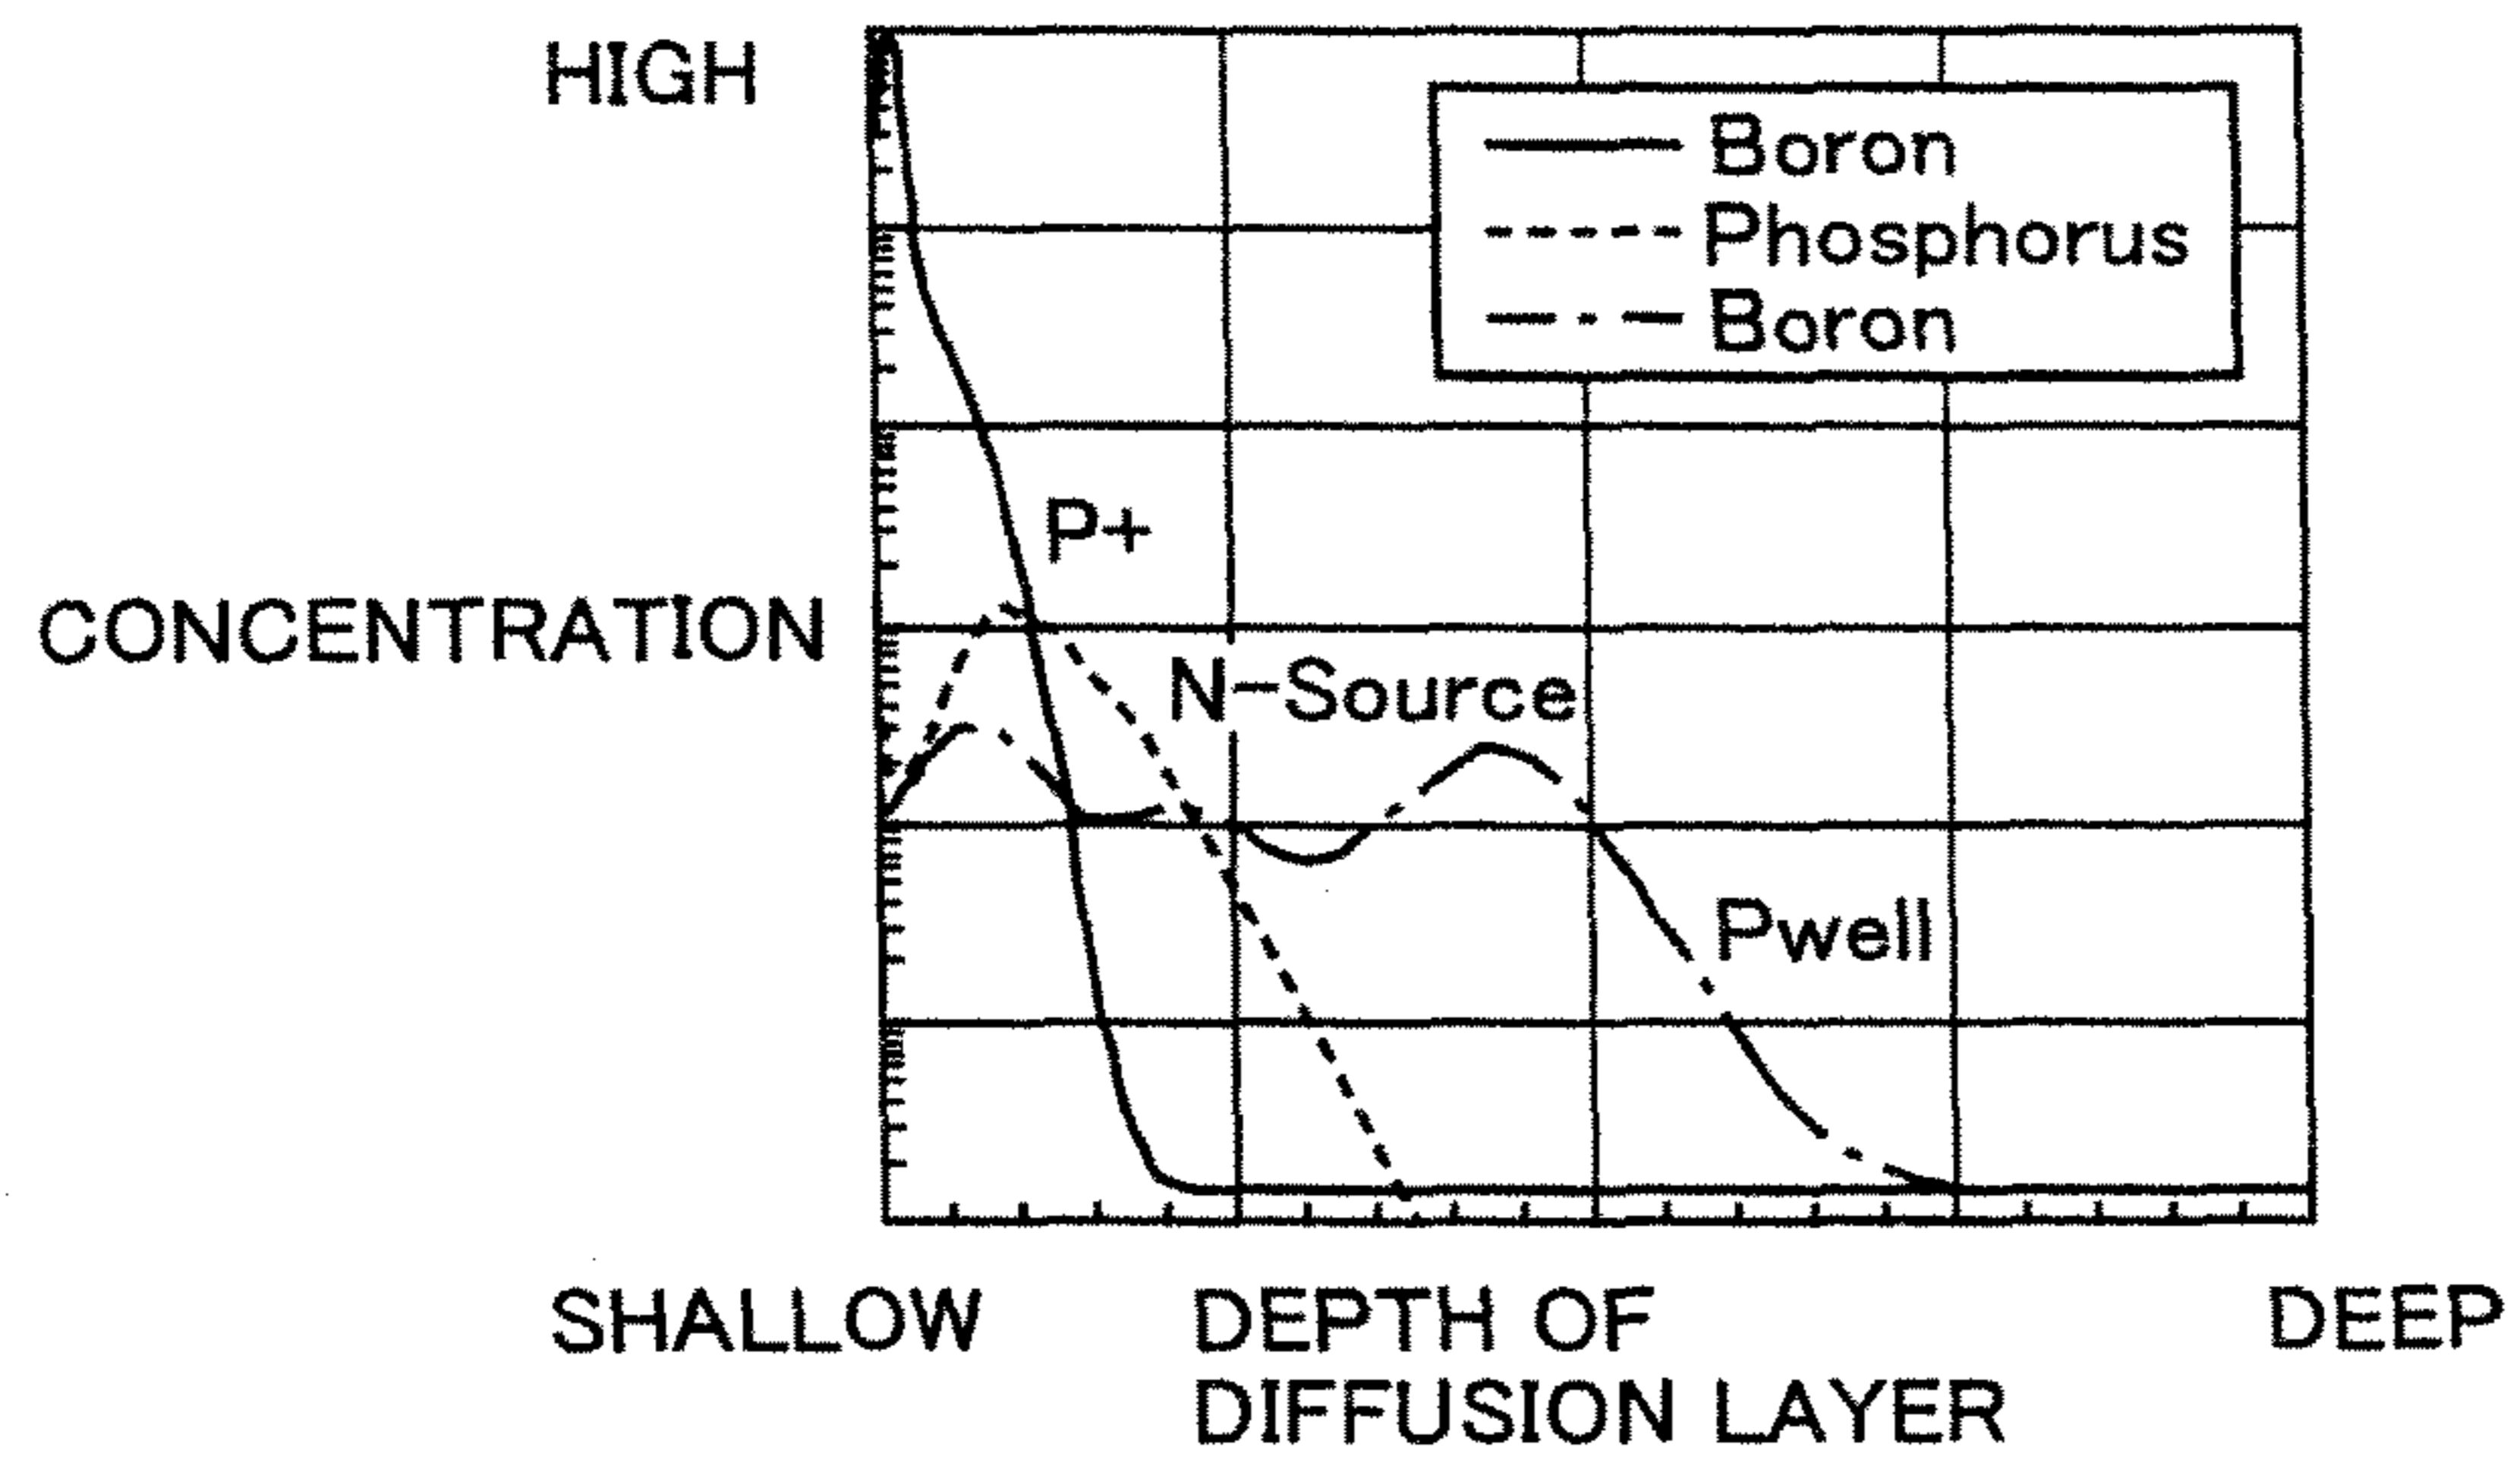 HIGH
Boron
Phosphorus
Boron
P+
CONCENTRATION
N-Source
Pwell
SHALLOW
DEPTH OF
DIFFUSION LAYER
DEEP